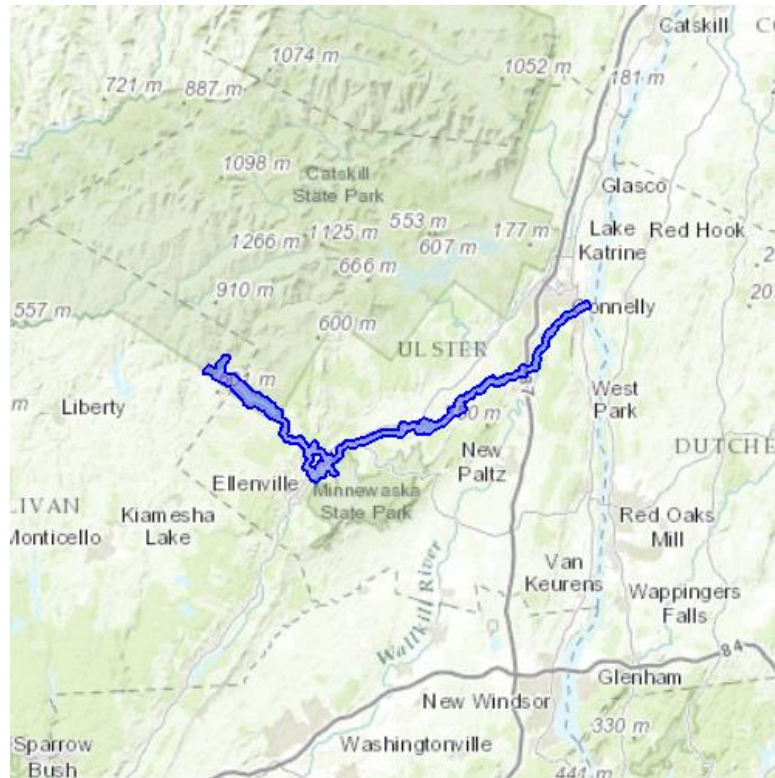 Catskill
1074 m
1052 m
181 m
721 m
887 m
1098 m
Catskill
State Park
Glasco
Lake
Katrine
Red Hook
553 m
177 m
1266 m
1125 m
607 m
666 m
910 m
557 m
600 m
onnelly
ULSTER
1 m
87
West
Park
Liberty
m
0 m
New
Paltz
DUTCHE
Ellenville
Minnewaska
State Park
LIVAN
Monticello
Kiamesha
Lake
Red Oaks
Mill
Van
Keurens
Wappingers
Falls
Wallkill River
84
Glenham
New Windsor
330 m
Sparrow
Bush
Washingtonville
441 m